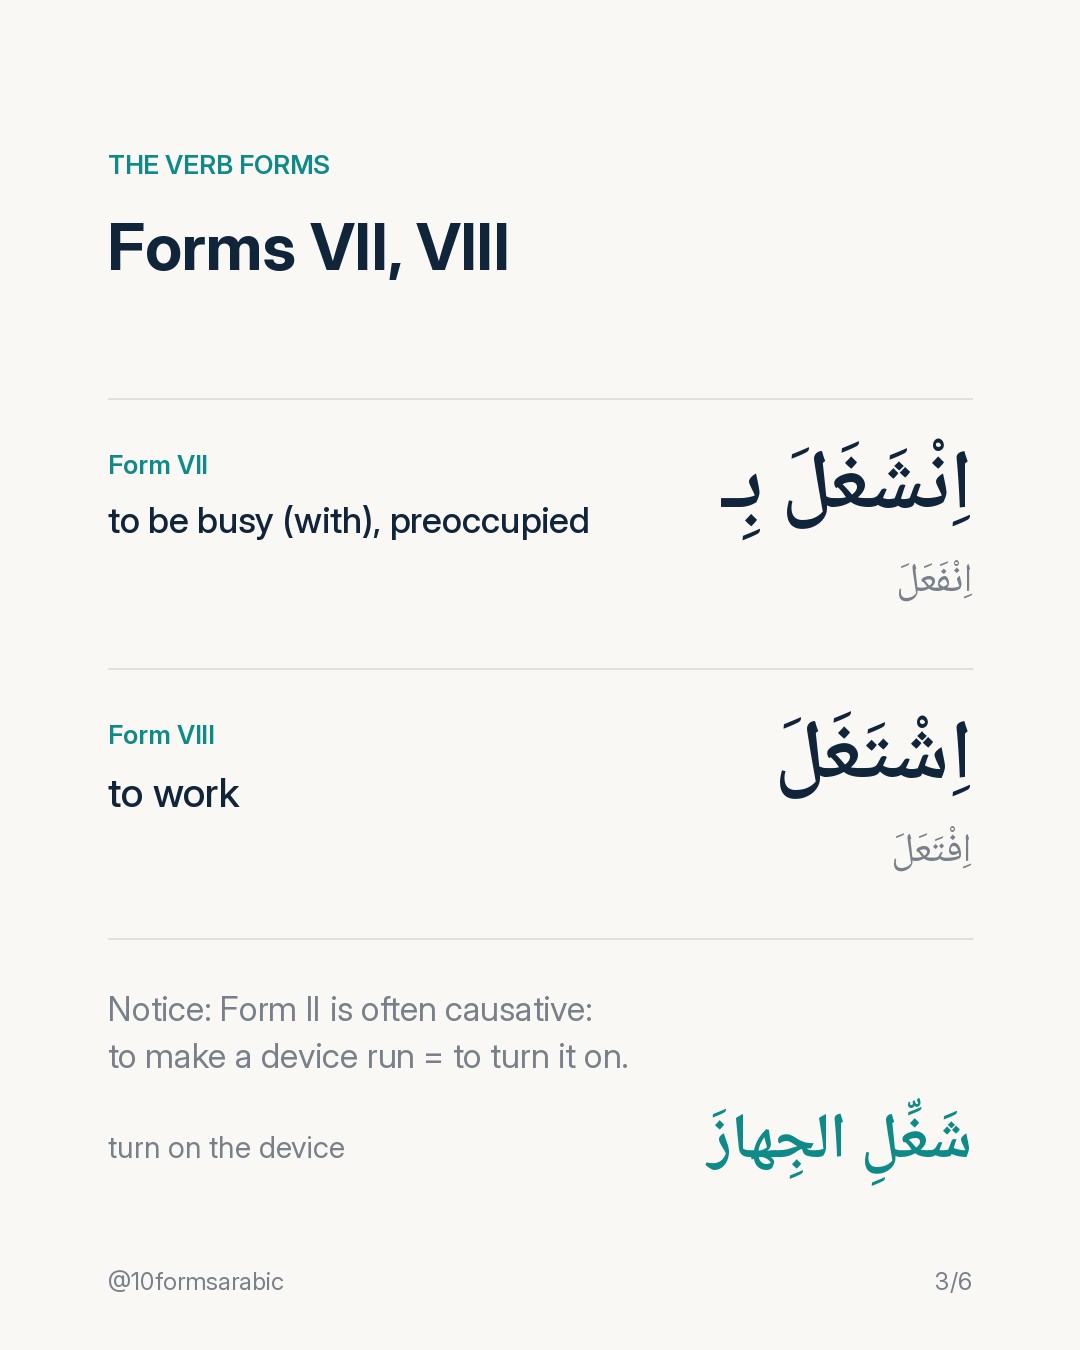 THE VERB FORMS
Forms VII, VIII
Form VII
to be busy (with), preoccupied
اِنْشَغَلَ بِـ
اِنْفَعَلَ
Form VIII
to work
اِشْتَغَلَ
اِفْتَعَلَ
Notice: Form II is often causative:
to make a device run = to turn it on.
turn on the device
شَغِّلِ الجِهازَ
@10formsarabic
3/6